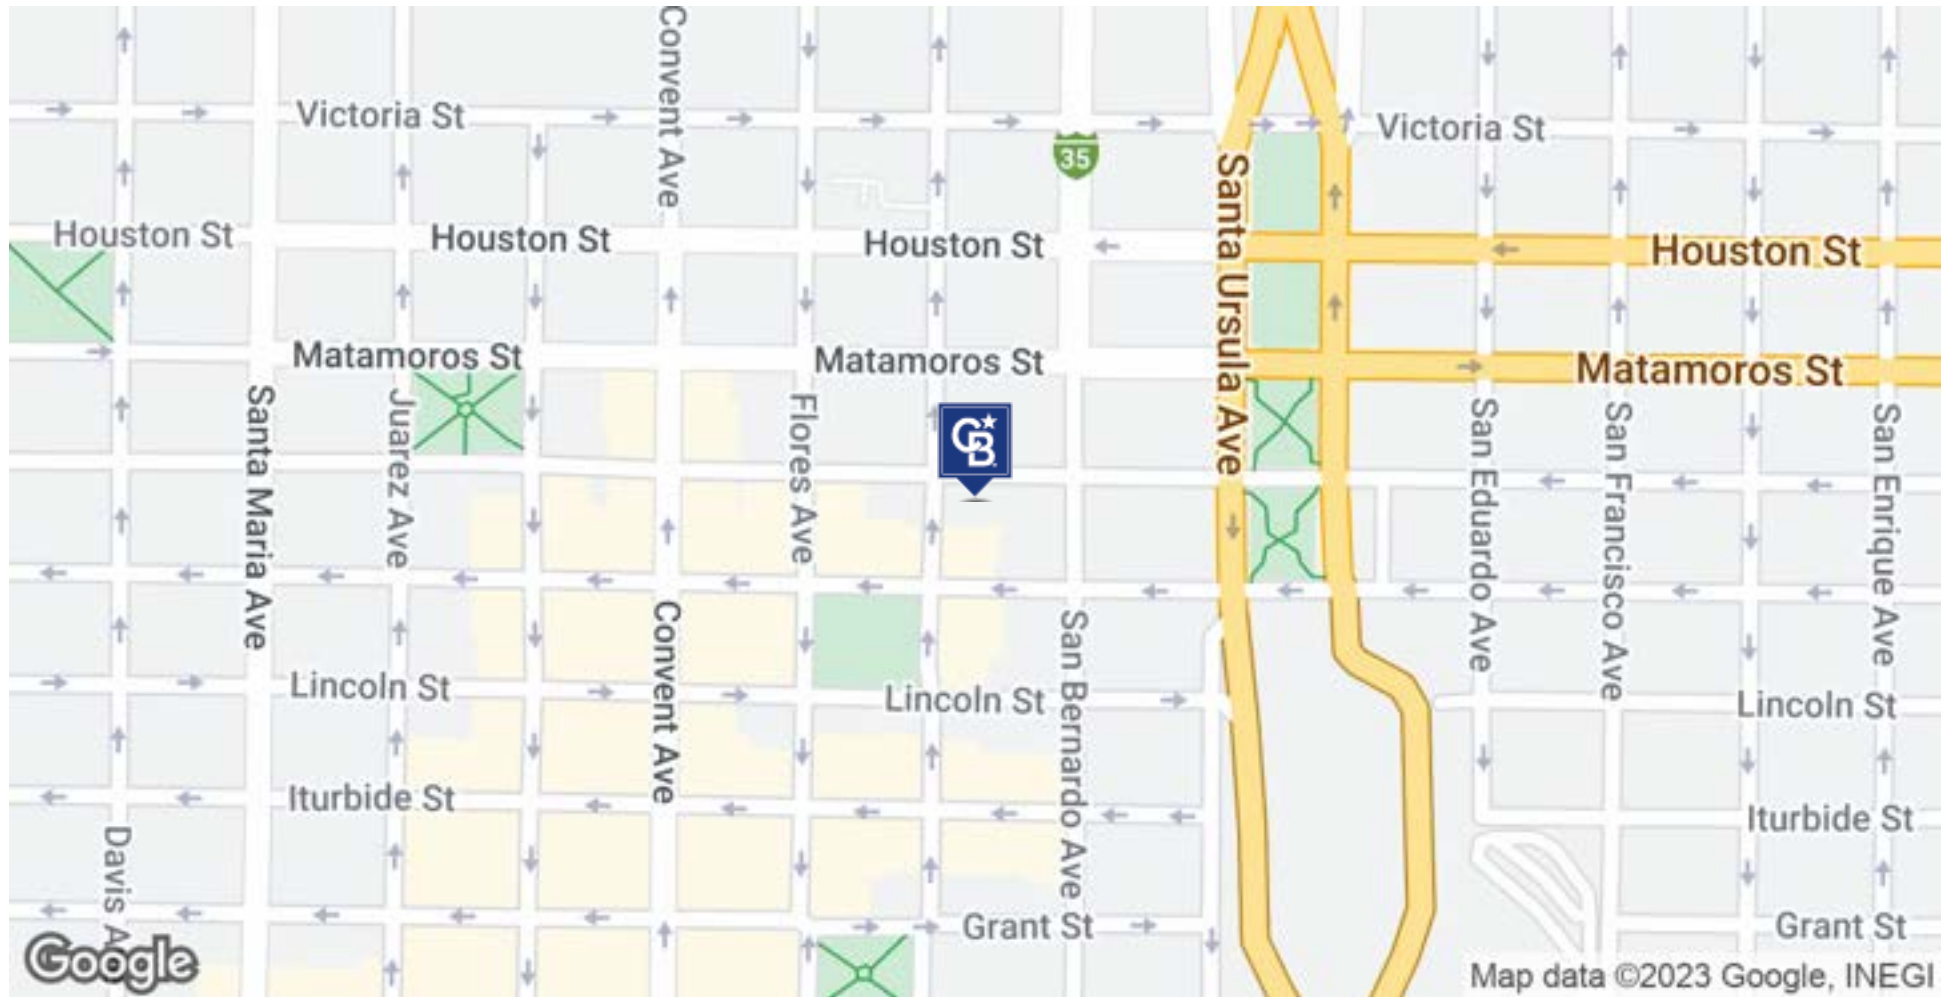 Convent Ave
Victoria St
Victoria St
35
Houston St
Houston St
Houston St
Houston St
Santa Ursula Ave
Matamoros St
Matamoros St
Matamoros St
Santa Maria Ave
Juarez Ave
Flores Ave
CB
San Eduardo Ave
San Francisco Ave
San Enrique Ave
Convent Ave
San Bernardo Ave
Lincoln St
Lincoln St
Lincoln St
Iturbide St
Iturbide St
Davis A
Grant St
Grant St
Google
Map data ©2023 Google, INEGI